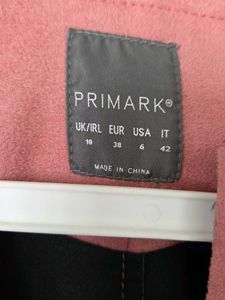 PRIMARK®
UK/IRL EUR USA IT
10 38 6 42
MADE IN CHINA